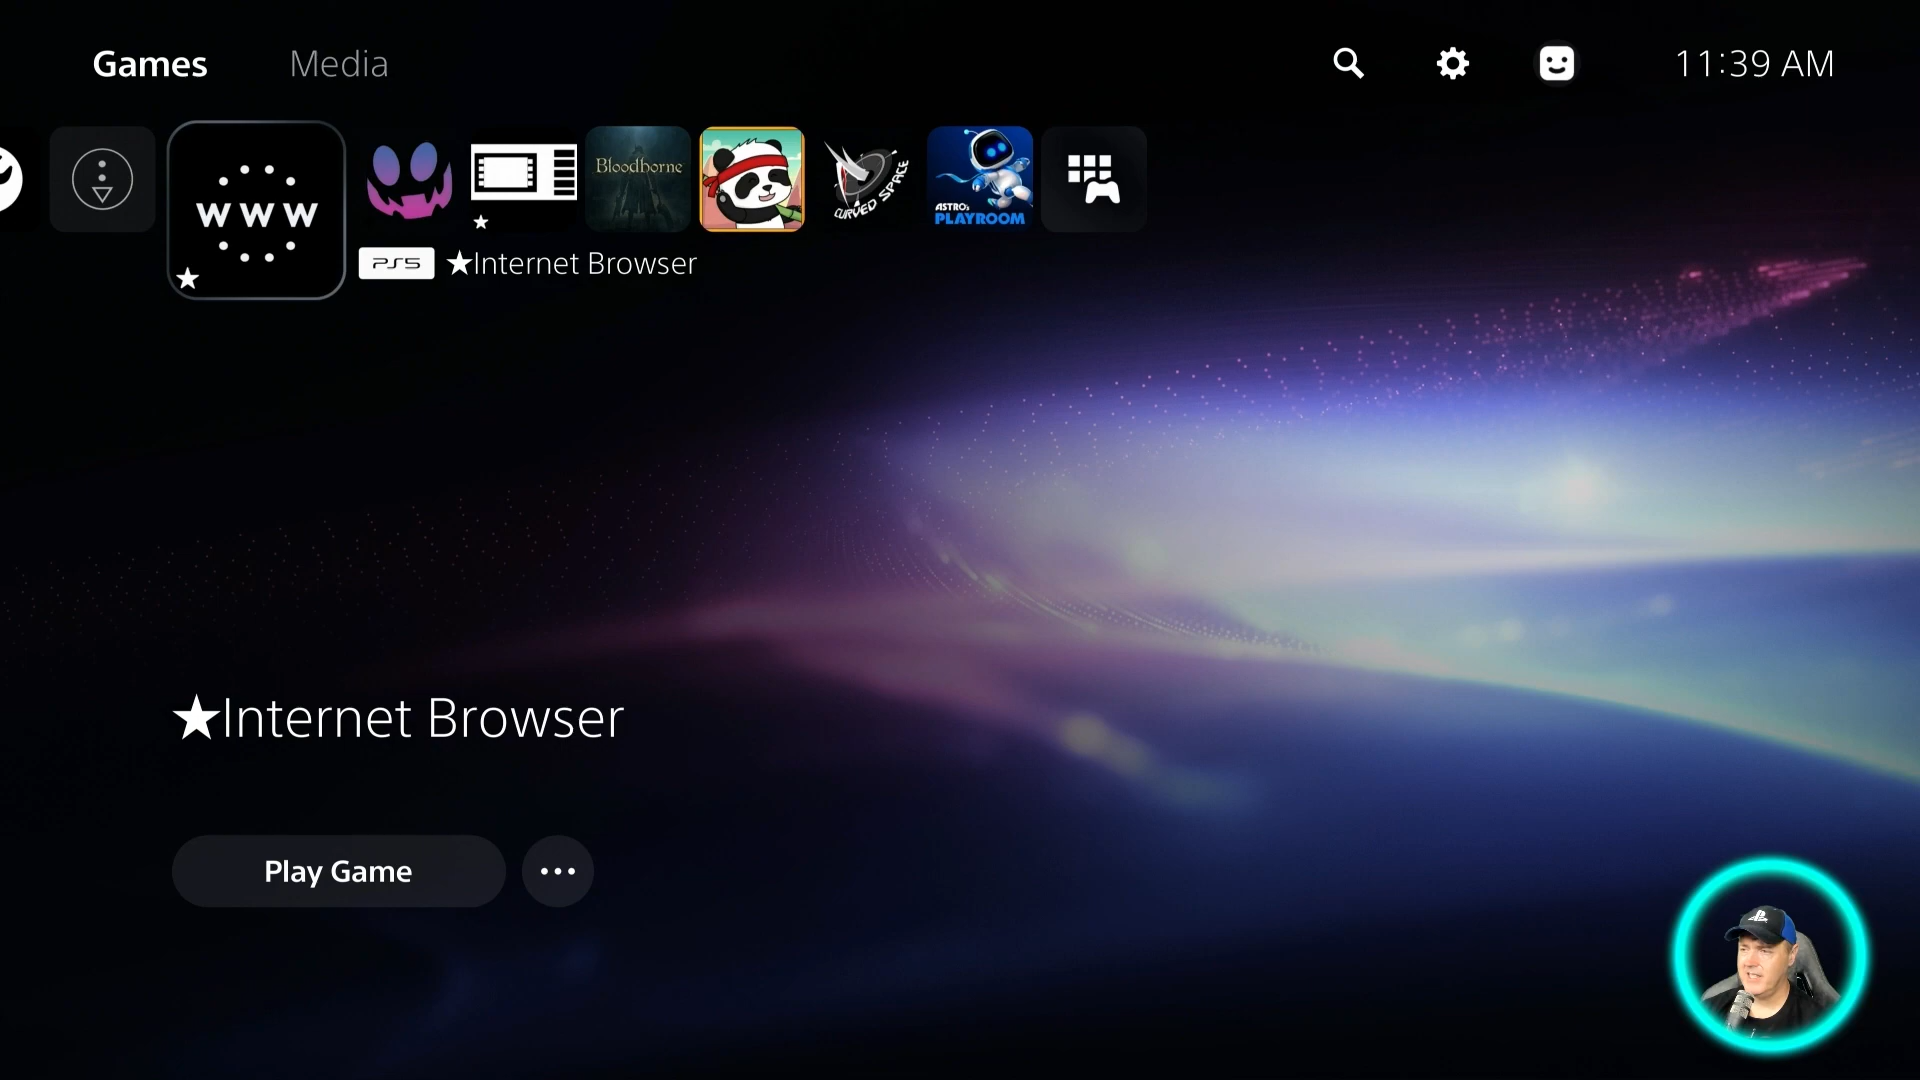 Games
Media
11:39 AM
WWW
Bloodborne
CURVED SPACE
ASTRO's
PLAYROOM
PS5
★Internet Browser
★Internet Browser
Play Game